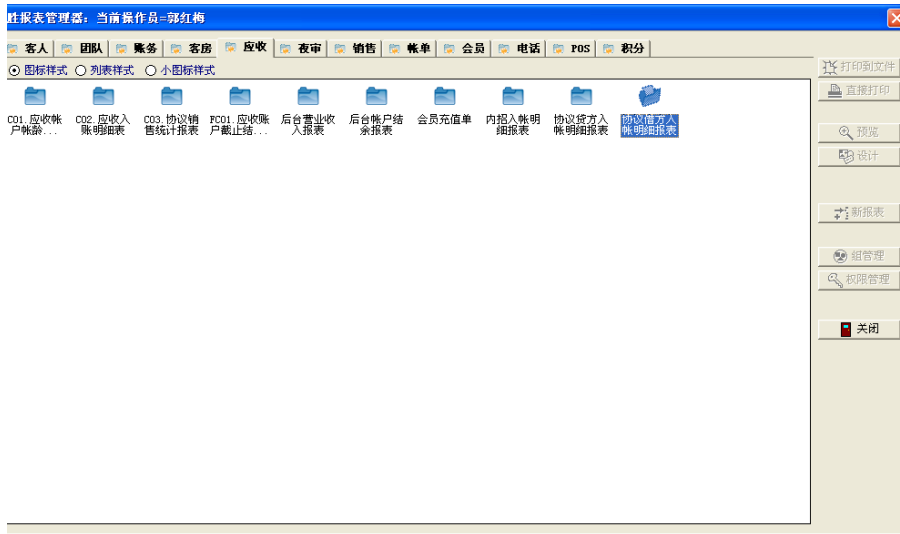 胜报表管理器：当前操作员=郭红梅
客人 团队 账务 客房 应收 夜审 销售 帐单 会员 电话 POS 积分
图标样式 列表样式 小图标样式
C01.应收帐
户帐龄...
C02.应收入
账明细表
C03.协议销
售统计报表
FC01.应收账
户截止结...
后台营业收
入报表
后台帐户结
余报表
会员充值单
内招入帐明
细报表
协议贷方入
帐明细报表
协议借方入
帐明细报表
打印到文件
直接打印
预览
设计
新报表
组管理
权限管理
关闭